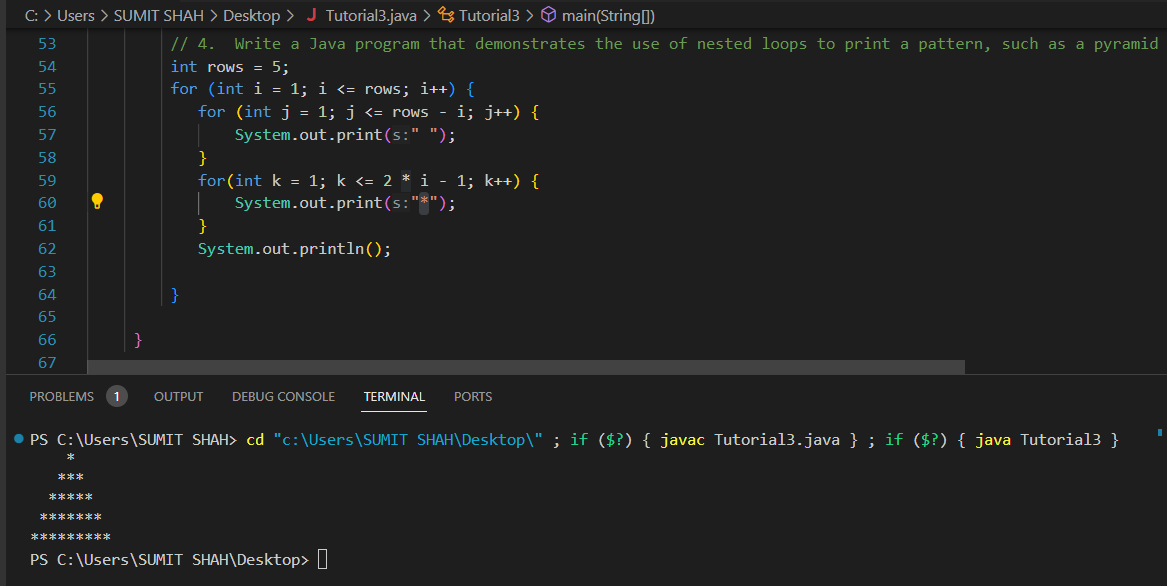 C: > Users > SUMIT SHAH > Desktop > J Tutorial3.java > Tutorial3 > main(String[])
53 // 4.  Write a Java program that demonstrates the use of nested loops to print a pattern, such as a pyramid
54 int rows = 5;
55 for (int i = 1; i <= rows; i++) {
56 for (int j = 1; j <= rows - i; j++) {
57 System.out.print(s:" ");
58 }
59 for(int k = 1; k <= 2 * i - 1; k++) {
60 System.out.print(s:"*");
61 }
62 System.out.println();
63
64 }
65
66 }
67
PROBLEMS 1 OUTPUT DEBUG CONSOLE TERMINAL PORTS
PS C:\Users\SUMIT SHAH> cd "c:\Users\SUMIT SHAH\Desktop\" ; if ($?) { javac Tutorial3.java } ; if ($?) { java Tutorial3 }
    *
   ***
  *****
 *******
*********
PS C:\Users\SUMIT SHAH\Desktop>